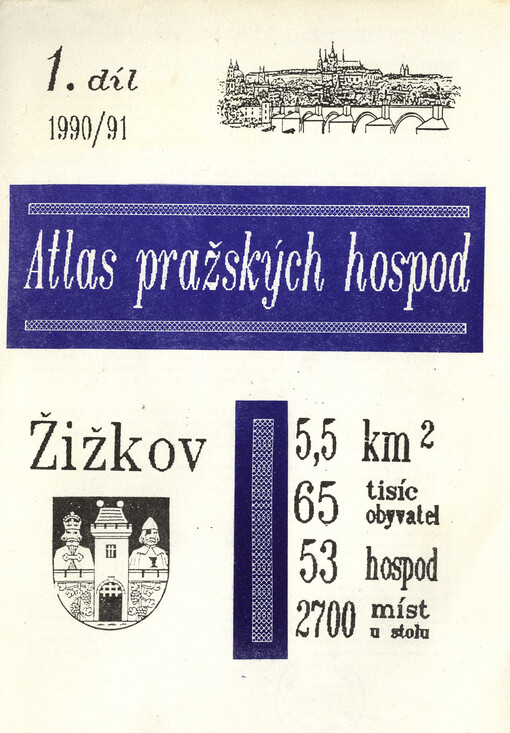 1. díl
1990/91
Atlas pražských hospod
Žižkov
5,5 km²
65 tisíc obyvatel
53 hospod
2700 míst u stolu